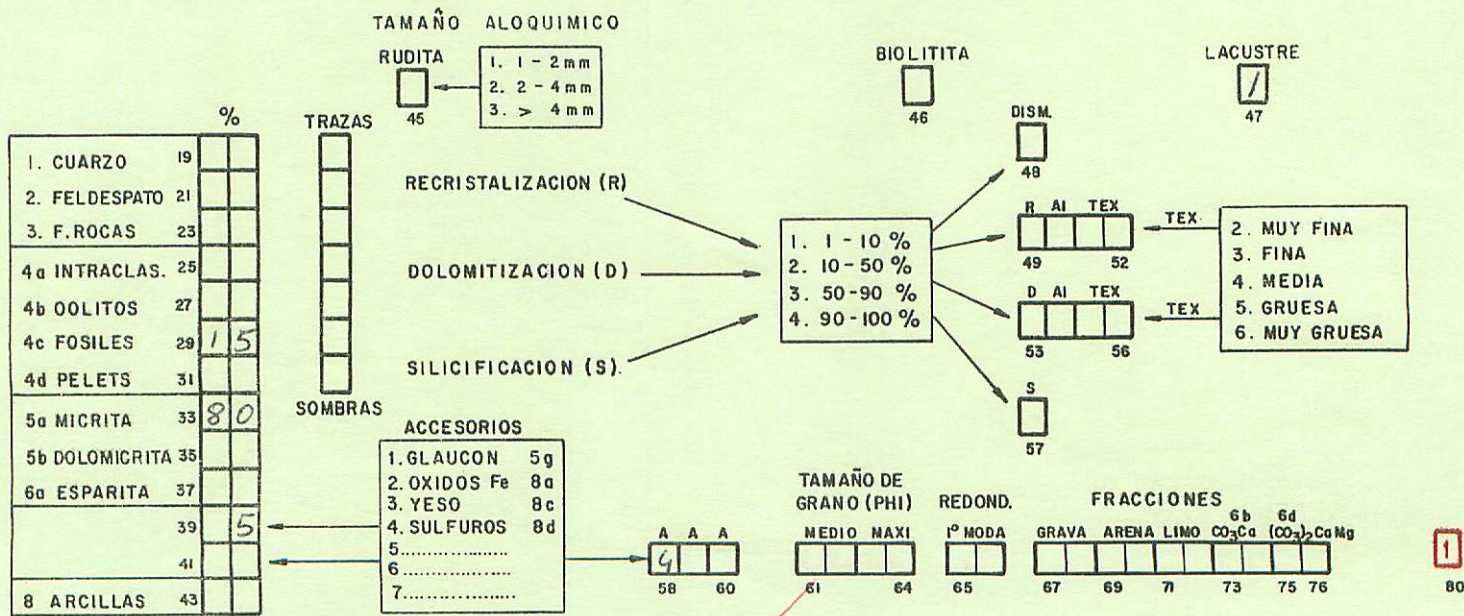 TAMAÑO ALOQUIMICO
RUDITA
45
1. 1 - 2 mm
2. 2 - 4 mm
3. > 4 mm
BIOLITITA
46
LACUSTRE
1
47
%
TRAZAS
SOMBRAS
1. CUARZO 19
2. FELDESPATO 21
3. F. ROCAS 23
4a INTRACLAS. 25
4b OOLITOS 27
4c FOSILES 29 1 5
4d PELETS 31
5a MICRITA 33 8 0
5b DOLOMICRITA 35
6a ESPARITA 37
39 5
41
8 ARCILLAS 43
RECRISTALIZACION (R)
DOLOMITIZACION (D)
SILICIFICACION (S).
1. 1 - 10 %
2. 10 - 50 %
3. 50 - 90 %
4. 90 - 100 %
DISM.
48
R AI TEX
49 52
TEX.
D AI TEX
53 56
TEX
S
57
2. MUY FINA
3. FINA
4. MEDIA
5. GRUESA
6. MUY GRUESA
ACCESORIOS
1. GLAUCON 5g
2. OXIDOS Fe 8a
3. YESO 8c
4. SULFUROS 8d
5..................
6..................
7..................
A A A
4
58 60
TAMAÑO DE
GRANO (PHI)
MEDIO MAXI
61 64
REDOND.
1º MODA
65
FRACCIONES
6b 6d
GRAVA ARENA LIMO CO3Ca (CO3)2CaMg
67 69 71 73 75 76
1
80